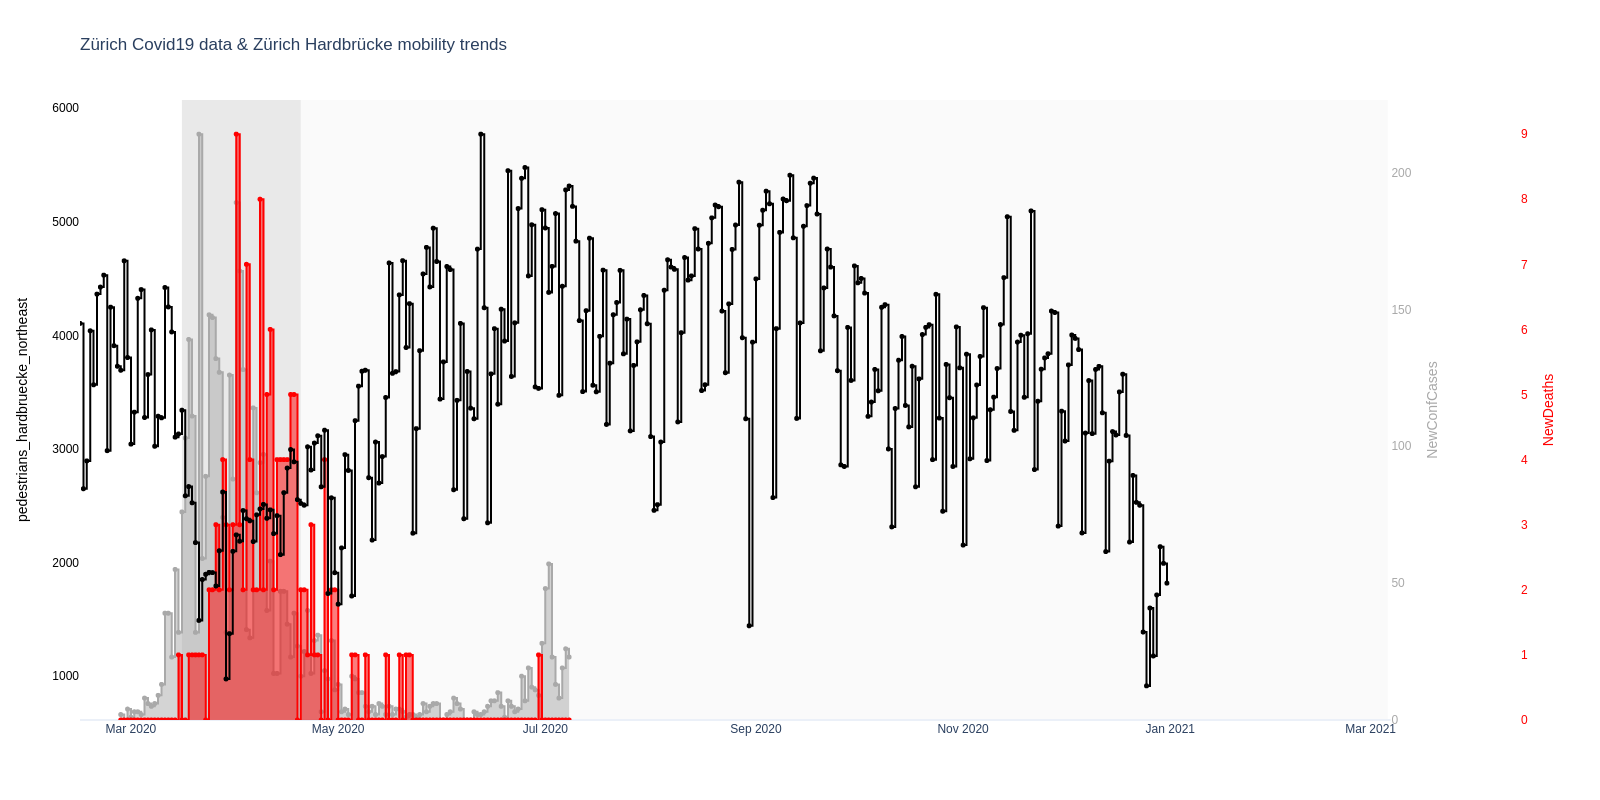 Zürich Covid19 data & Zürich Hardbrücke mobility trends
6000
5000
4000
3000
2000
1000
pedestrians_hardbruecke_northeast
200
150
100
50
0
NewConfCases
9
8
7
6
5
4
3
2
1
0
NewDeaths
Mar 2020
May 2020
Jul 2020
Sep 2020
Nov 2020
Jan 2021
Mar 2021